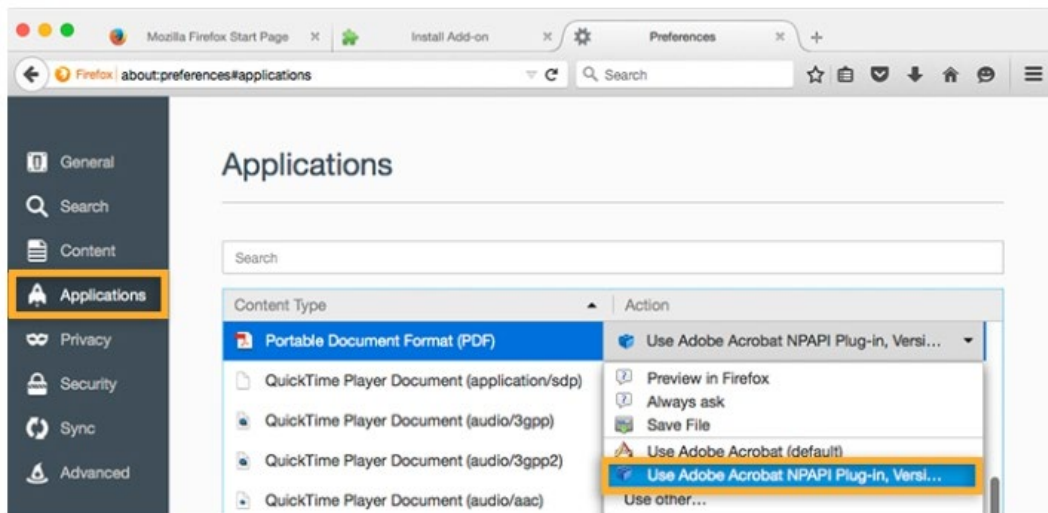 Mozilla Firefox Start Page
Install Add-on
Preferences
Firefox about:preferences#applications
Search
General
Search
Content
Applications
Privacy
Security
Sync
Advanced
Applications
Search
Content Type Action
Portable Document Format (PDF) Use Adobe Acrobat NPAPI Plug-in, Versi...
QuickTime Player Document (application/sdp)
QuickTime Player Document (audio/3gpp)
QuickTime Player Document (audio/3gpp2)
QuickTime Player Document (audio/aac)
Preview in Firefox
Always ask
Save File
Use Adobe Acrobat (default)
Use Adobe Acrobat NPAPI Plug-in, Versi...
Use other...